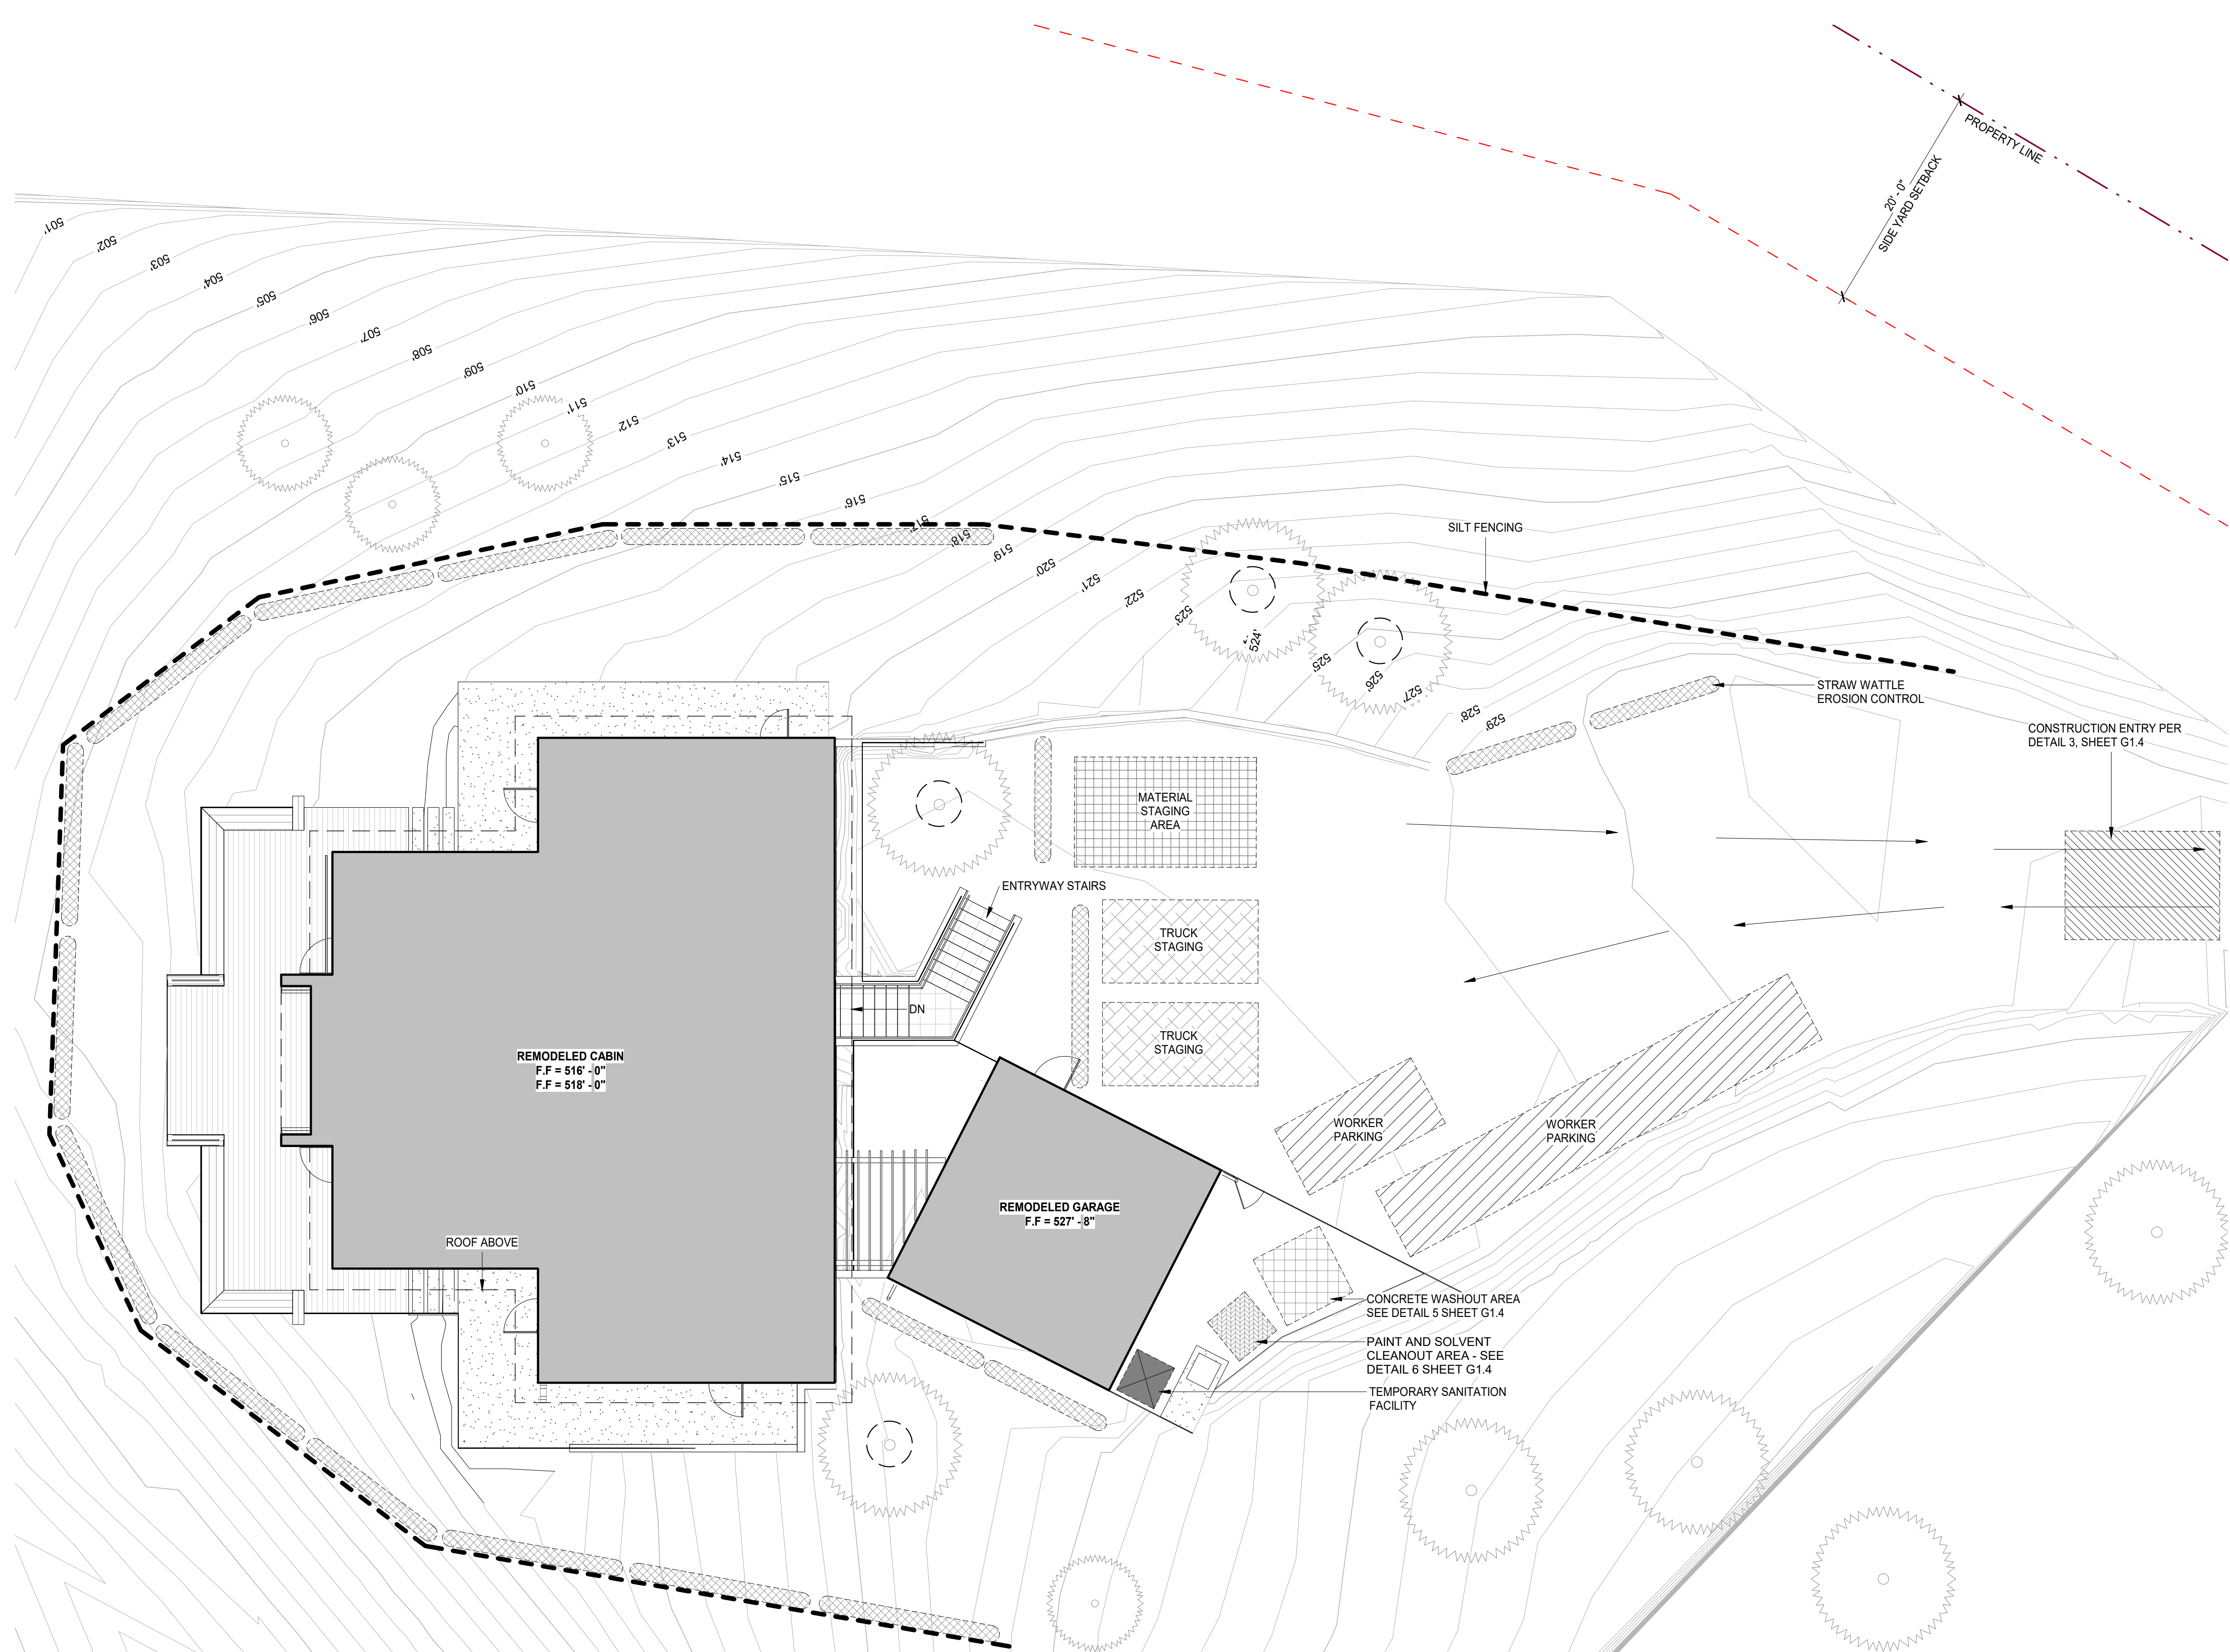 PROPERTY LINE
20' - 0"
SIDE YARD SETBACK
501'
502'
503'
504'
505'
506'
507'
508'
509'
510'
511'
512'
513'
514'
515'
516'
517'
518'
519'
520'
521'
522'
523'
524'
525'
526'
527'
528'
529'
SILT FENCING
STRAW WATTLE
EROSION CONTROL
CONSTRUCTION ENTRY PER
DETAIL 3, SHEET G1.4
MATERIAL
STAGING
AREA
ENTRYWAY STAIRS
TRUCK
STAGING
DN
TRUCK
STAGING
REMODELED CABIN
F.F = 516' - 0"
F.F = 518' - 0"
WORKER
PARKING
WORKER
PARKING
REMODELED GARAGE
F.F = 527' - 8"
ROOF ABOVE
CONCRETE WASHOUT AREA
SEE DETAIL 5 SHEET G1.4
PAINT AND SOLVENT
CLEANOUT AREA - SEE
DETAIL 6 SHEET G1.4
TEMPORARY SANITATION
FACILITY